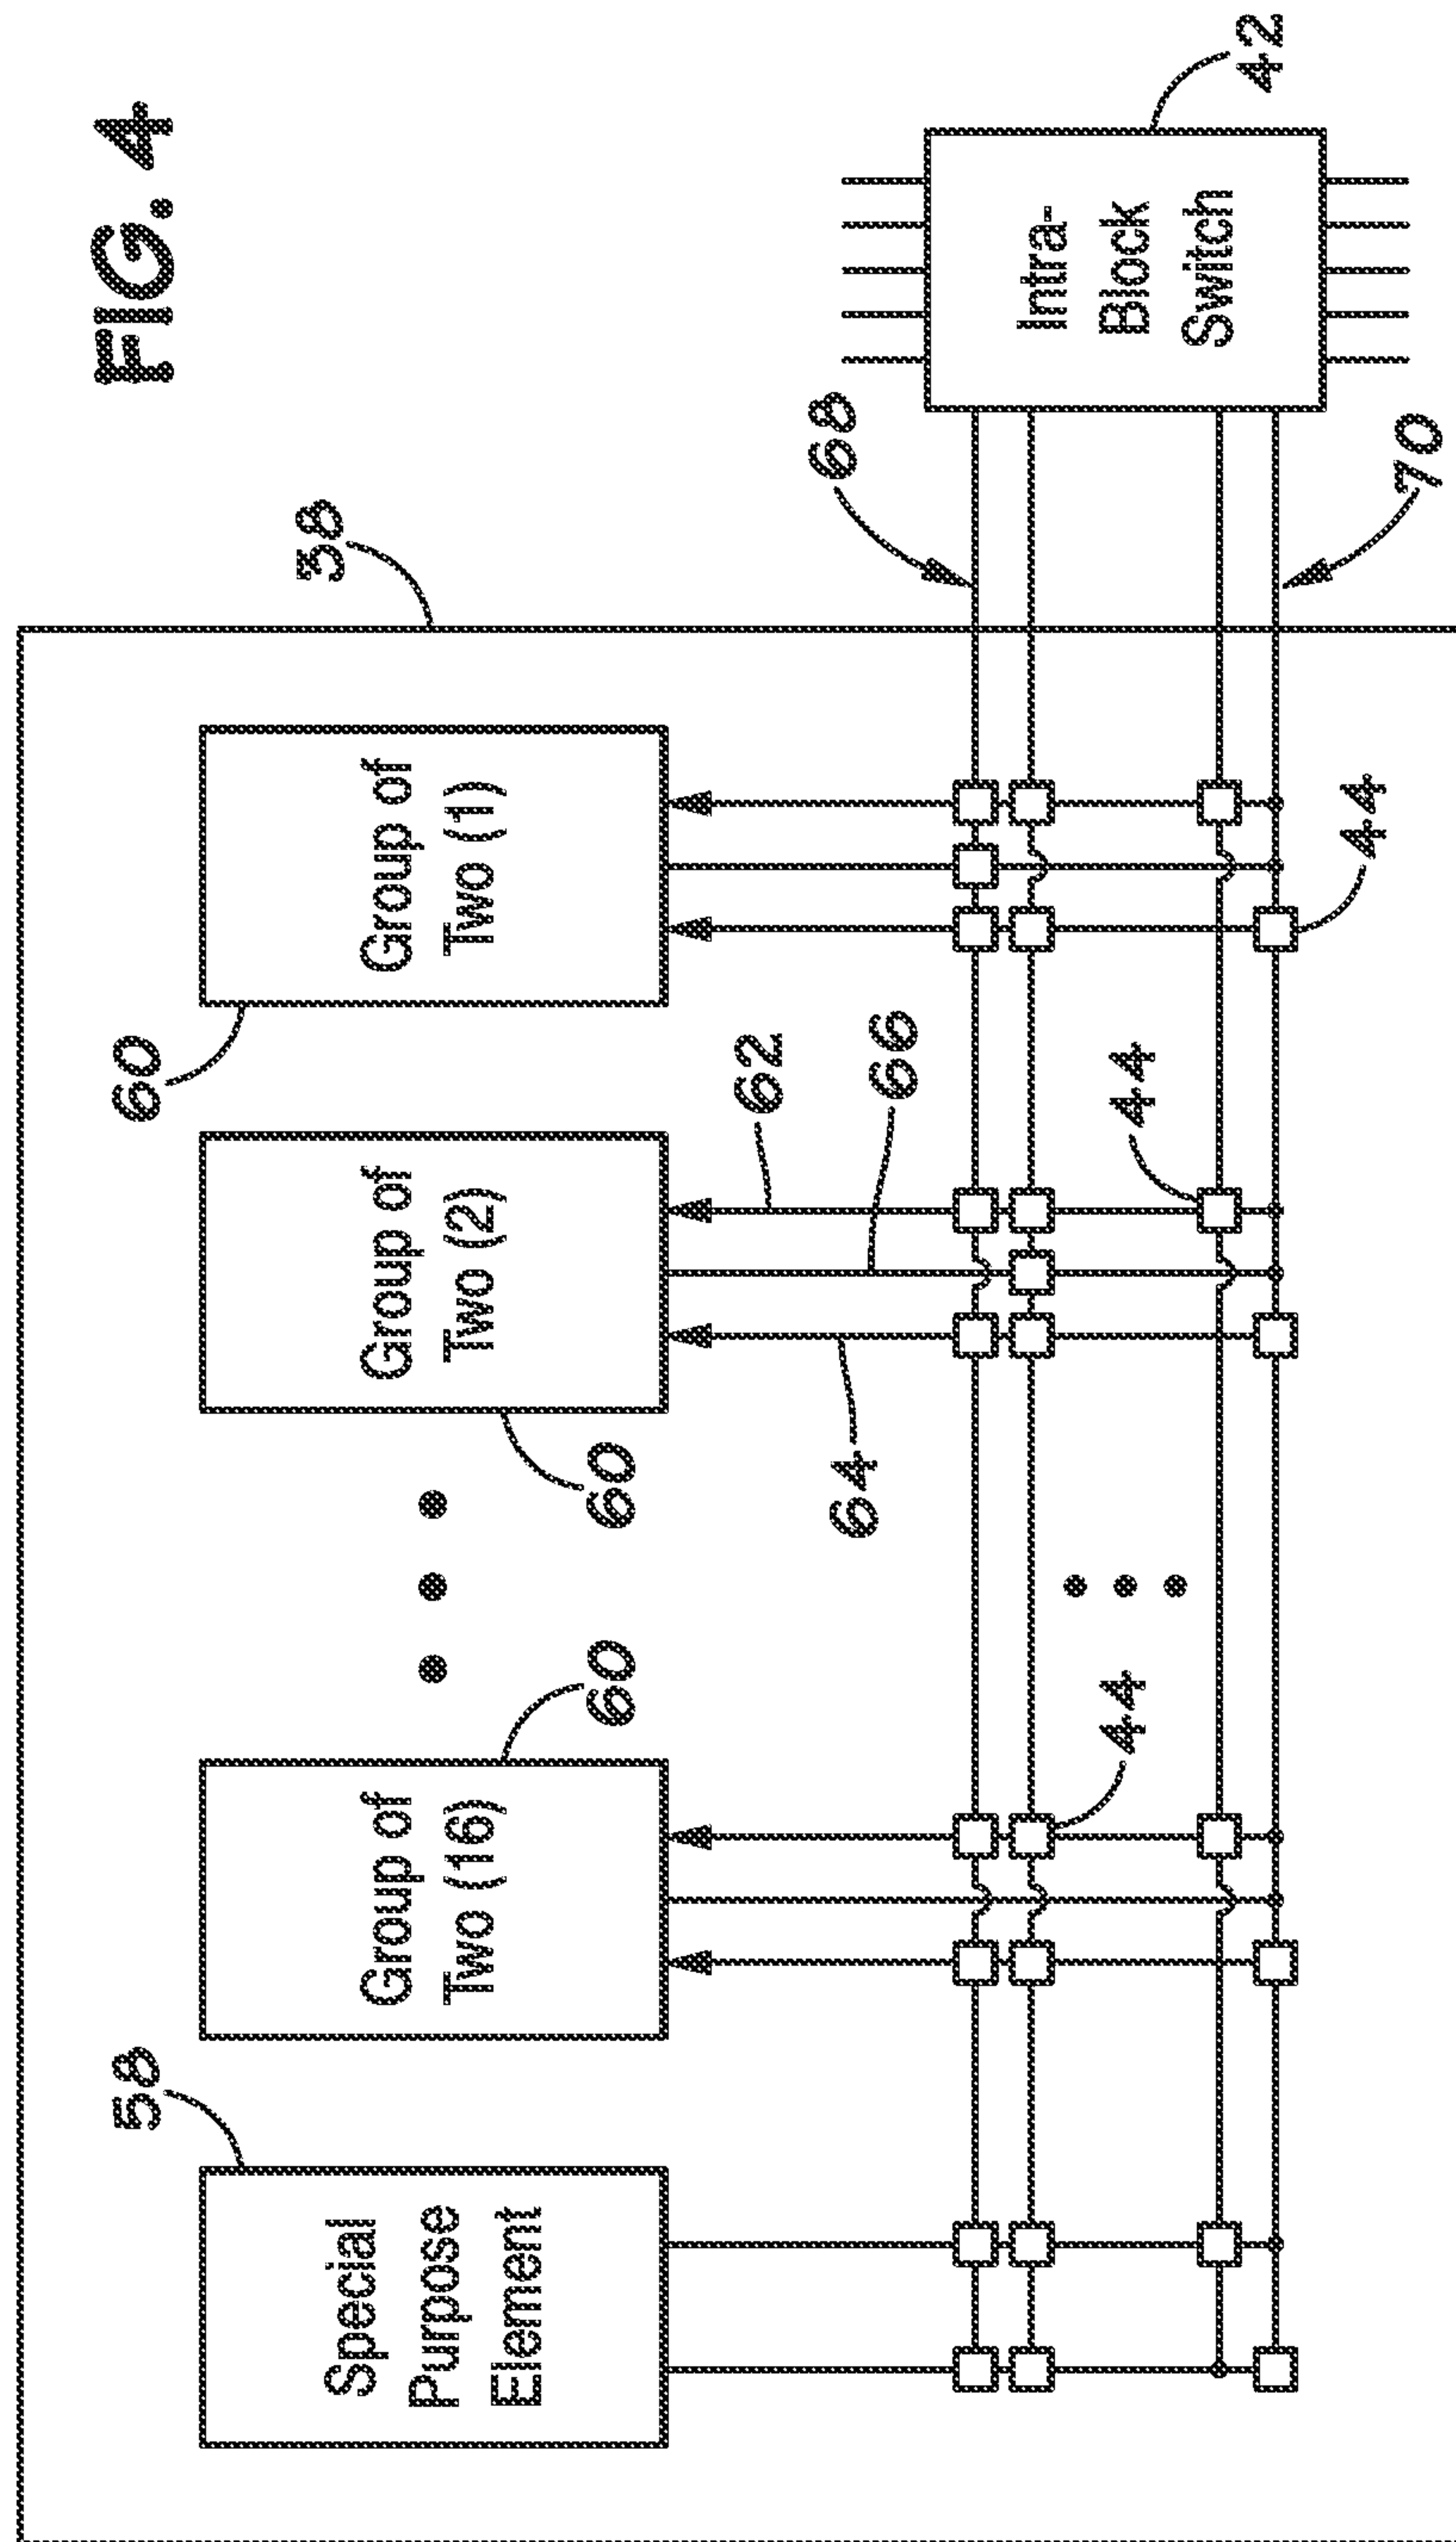 FIG. 4
58
60
38
Special
Purpose
Element
Group of
Two (16)
Group of
Two (2)
Group of
Two (1)
60
60
62
64
66
68
Intra-
Block
Switch
42
44
44
44
70